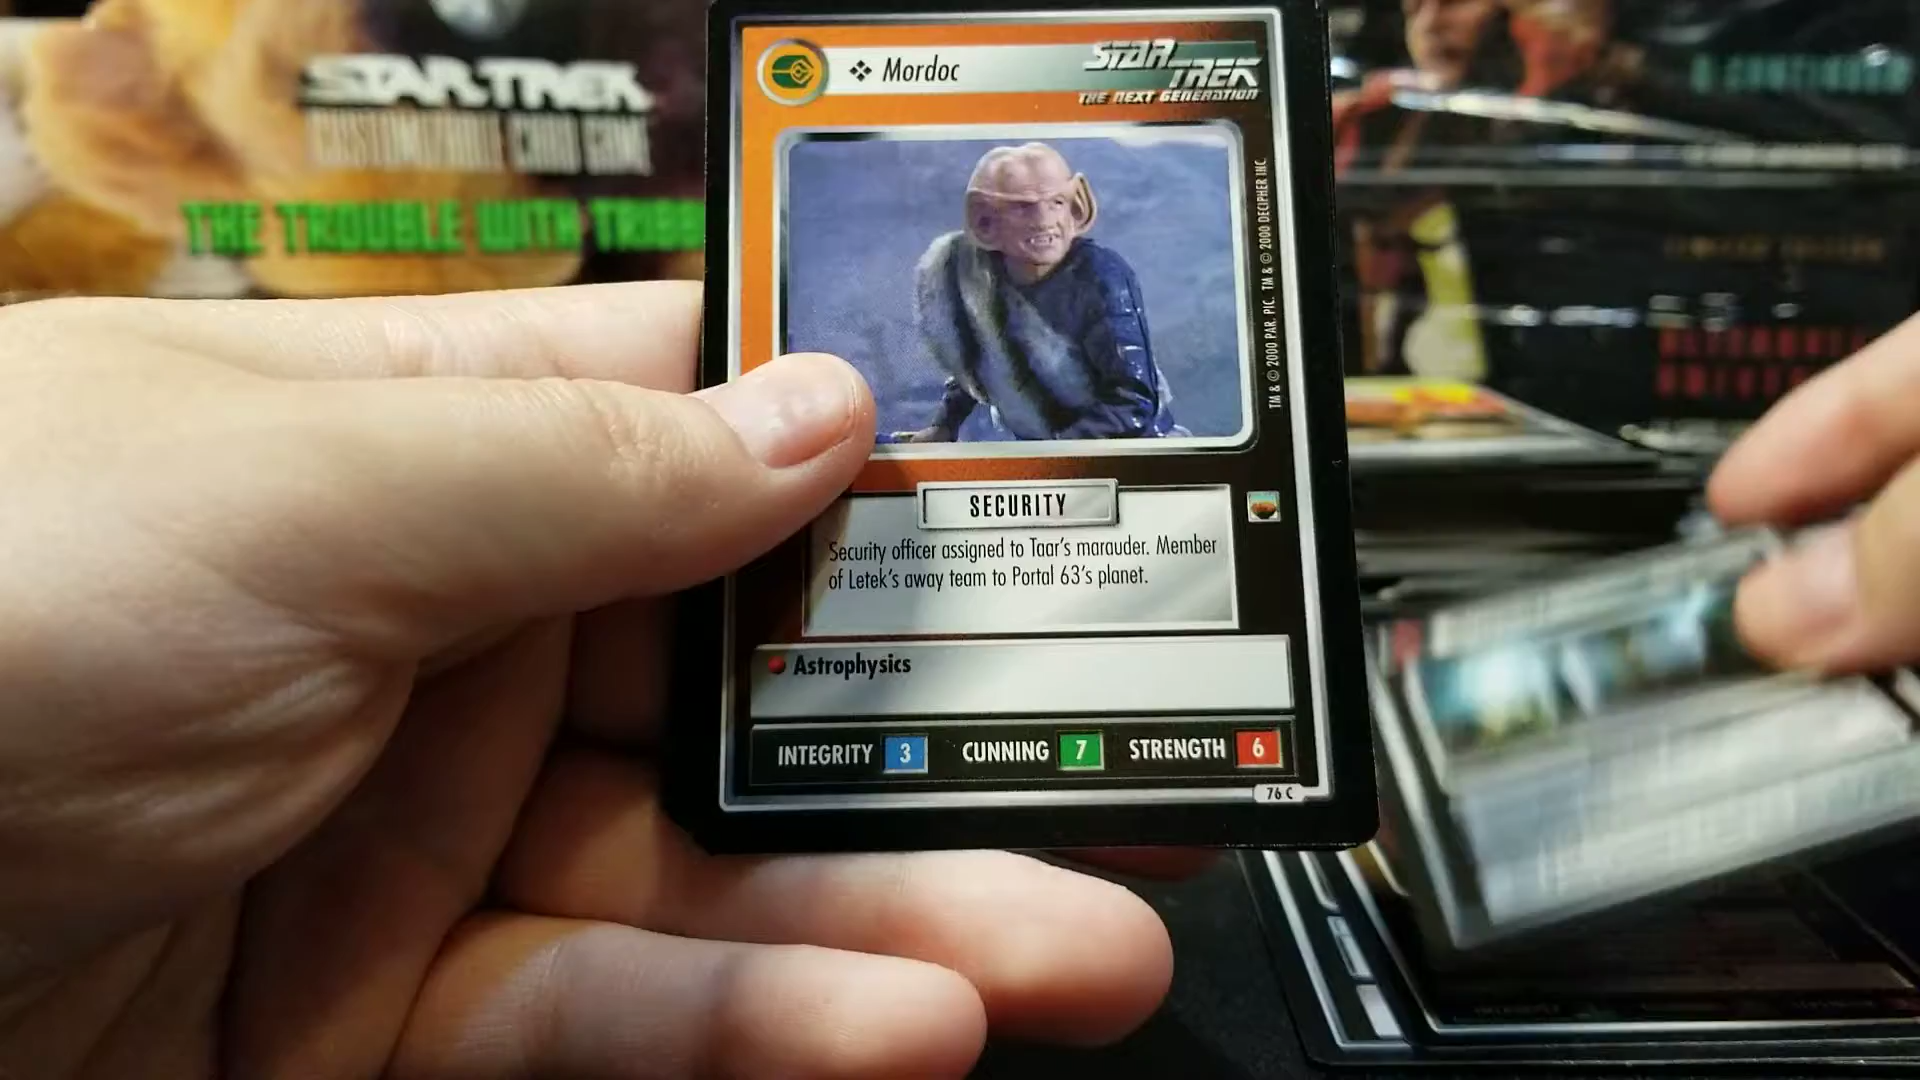 STAR TREK
CUSTOMIZABLE CARD GAME
THE TROUBLE WITH TRIBB
❖ Mordoc
STAR TREK
THE NEXT GENERATION
TM & © 2000 PAR. PIC. TM & © 2000 DECIPHER INC.
SECURITY
Security officer assigned to Taar's marauder. Member
of Letek's away team to Portal 63's planet.
Astrophysics
INTEGRITY 3 CUNNING 7 STRENGTH 6
76 C